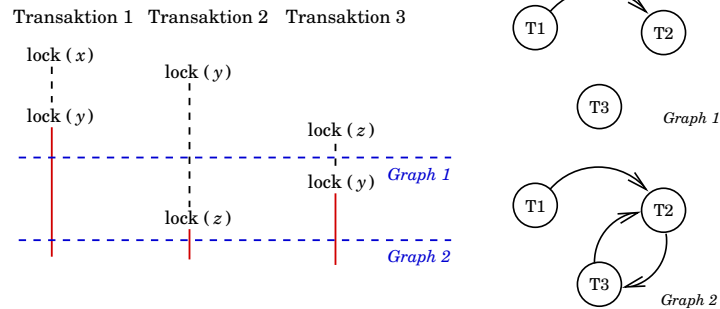 Transaktion 1 Transaktion 2 Transaktion 3
lock (x)
lock (y)
lock (y)
lock (z)
lock (z)
lock (y)
Graph 1
Graph 2
T1
T2
T3
Graph 1
T1
T2
T3
Graph 2